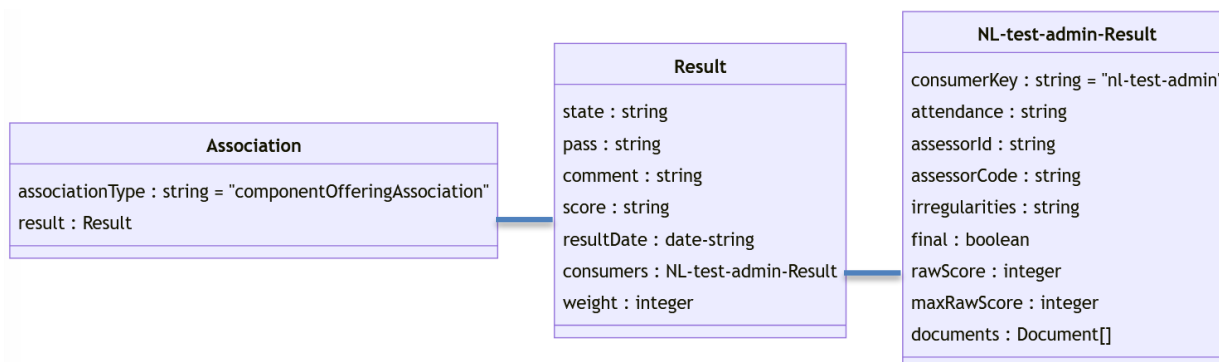 Association
associationType : string = "componentOfferingAssociation"
result : Result
Result
state : string
pass : string
comment : string
score : string
resultDate : date-string
consumers : NL-test-admin-Result
weight : integer
NL-test-admin-Result
consumerKey : string = "nl-test-admin"
attendance : string
assessorId : string
assessorCode : string
irregularities : string
final : boolean
rawScore : integer
maxRawScore : integer
documents : Document[]